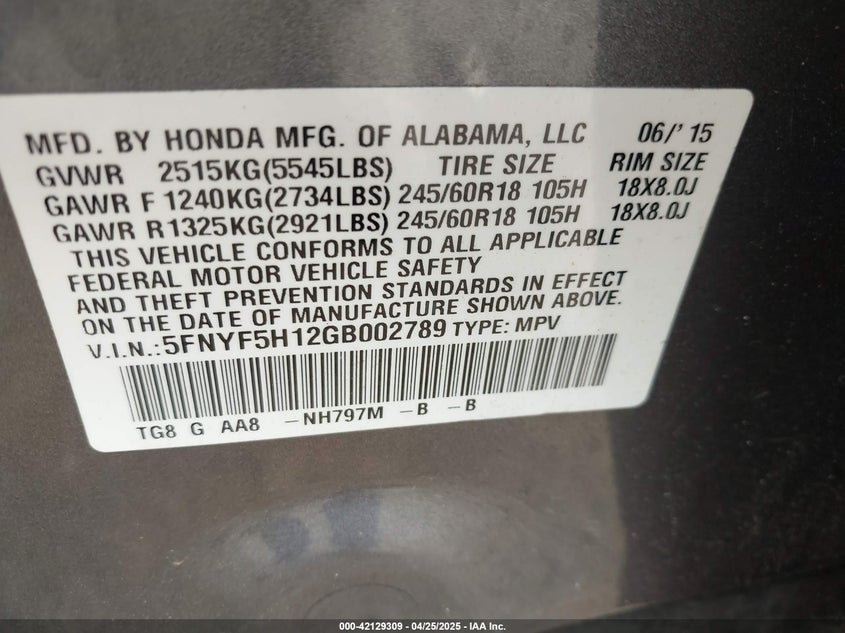 MFD. BY HONDA MFG. OF ALABAMA, LLC 06/'15
GVWR 2515KG(5545LBS) TIRE SIZE RIM SIZE
GAWR F 1240KG(2734LBS) 245/60R18 105H 18X8.0J
GAWR R 1325KG(2921LBS) 245/60R18 105H 18X8.0J
THIS VEHICLE CONFORMS TO ALL APPLICABLE
FEDERAL MOTOR VEHICLE SAFETY
AND THEFT PREVENTION STANDARDS IN EFFECT
ON THE DATE OF MANUFACTURE SHOWN ABOVE.
V.I.N.:5FNYF5H12GB002789 TYPE: MPV
TG8 G AA8 -NH797M -B -B
000-42129309 - 04/25/2025 - IAA Inc.